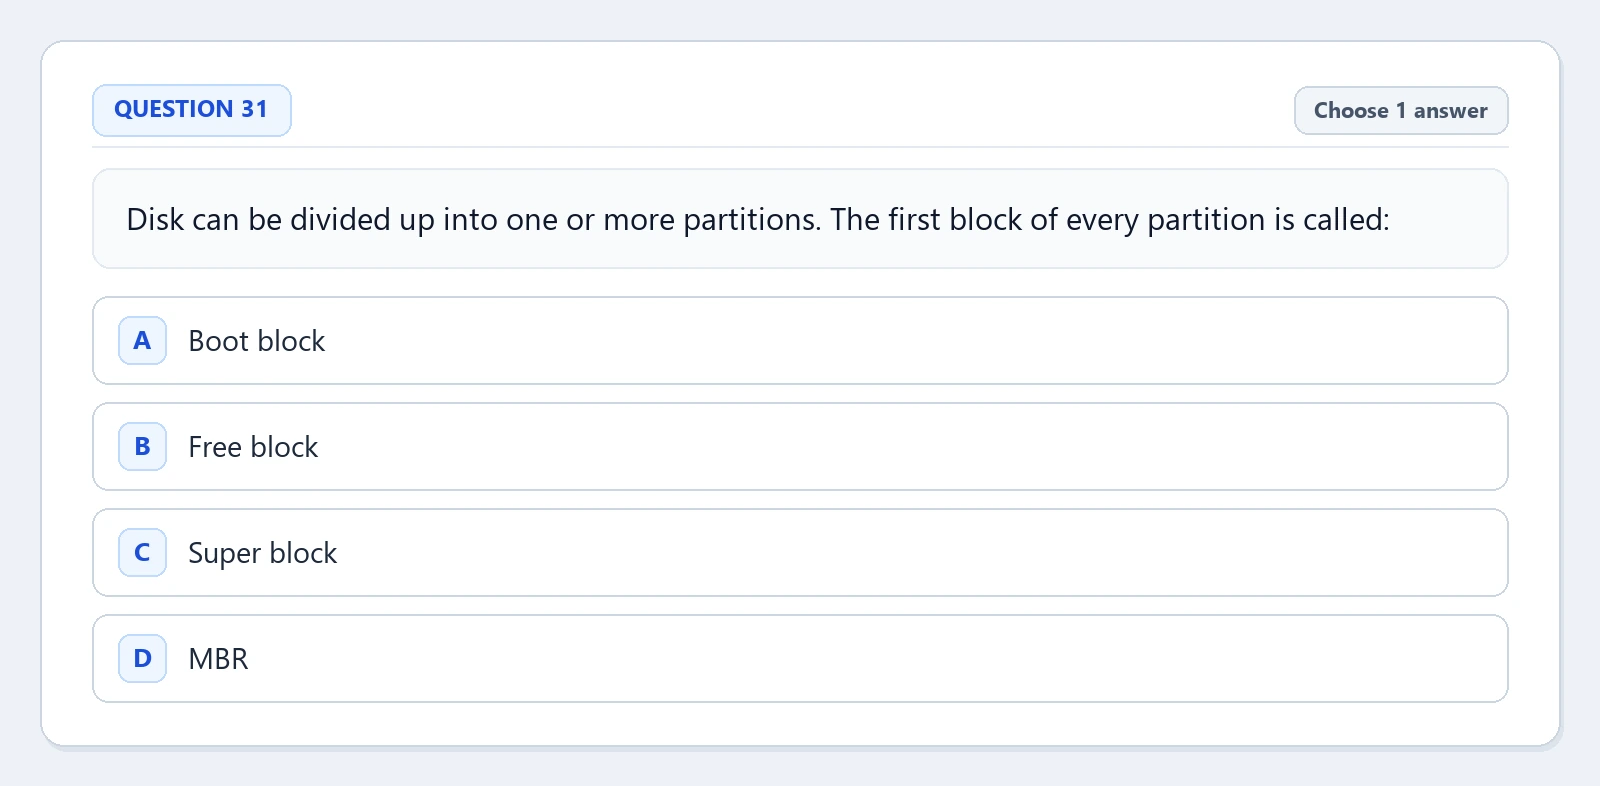 QUESTION 31
Choose 1 answer
Disk can be divided up into one or more partitions. The first block of every partition is called:
A Boot block
B Free block
C Super block
D MBR